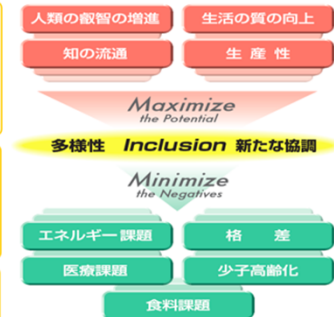 人類の叡智の増進 生活の質の向上
知の流通 生産性
Maximize
the Potential
多様性 Inclusion 新たな協調
Minimize
the Negatives
エネルギー課題 格差
医療課題 少子高齢化
食料課題